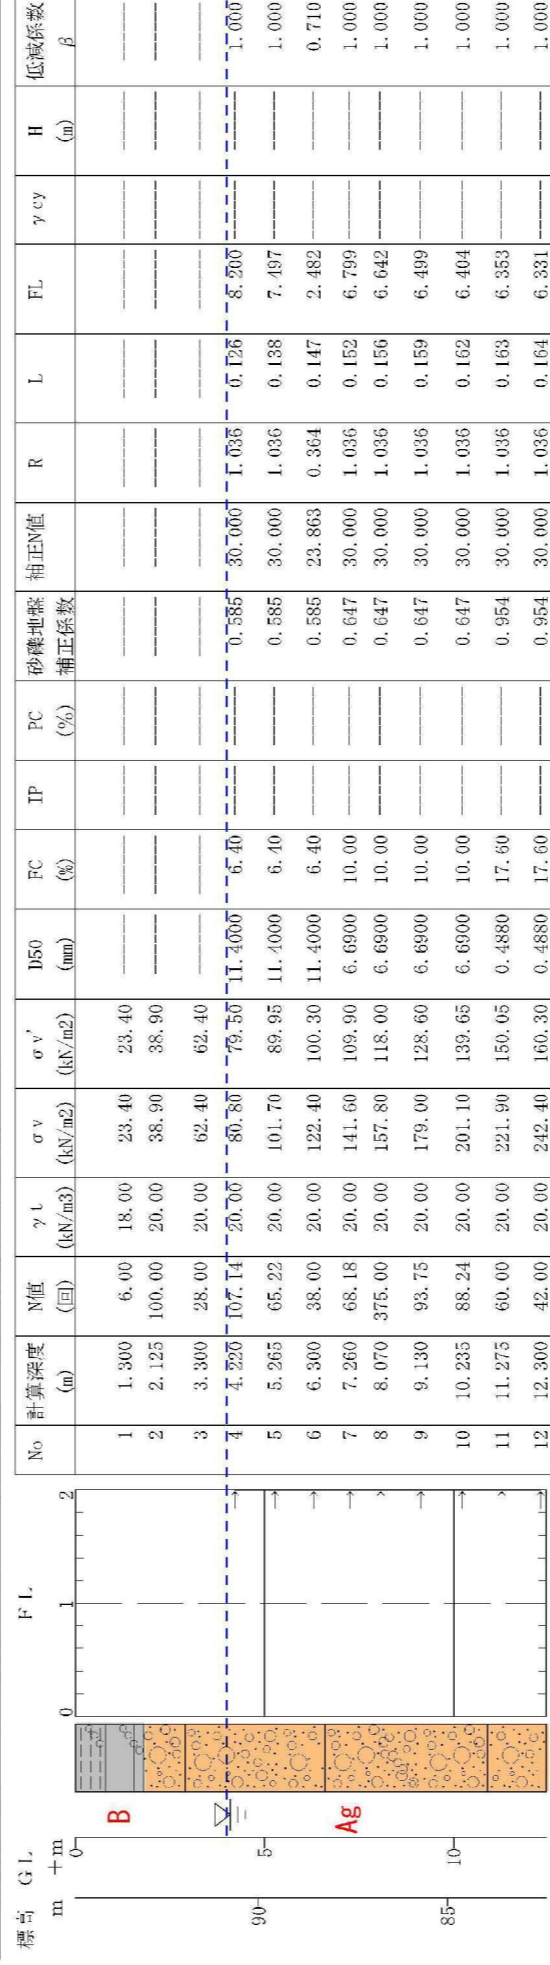 標高 GL FL No 計算深度 N値 γt σv σv' D50 FC IP PC 砂礫地盤 補正N値 R L FL γcy H 低減係数
m +m 0 1 2 (m) (回) (kN/m3) (kN/m2) (kN/m2) (mm) (%) (%) 補正係数 (m) β
0
B
1 1.300 6.00 18.00 23.40 23.40 ―――― ―――― ―――― ―――― ―――― ―――― ―――― ―――― ―――― ―――― ―――― ――――
2 2.125 100.00 20.00 38.90 38.90 ―――― ―――― ―――― ―――― ―――― ―――― ―――― ―――― ―――― ―――― ―――― ――――
3 3.300 28.00 20.00 62.40 62.40 ―――― ―――― ―――― ―――― ―――― ―――― ―――― ―――― ―――― ―――― ―――― ――――
4 4.220 107.14 20.00 80.80 79.50 11.4000 6.40 ―――― ―――― 0.585 30.000 1.036 0.126 8.200 ―――― ―――― 1.000
90 5
5 5.265 65.22 20.00 101.70 89.95 11.4000 6.40 ―――― ―――― 0.585 30.000 1.036 0.138 7.497 ―――― ―――― 1.000
6 6.300 38.00 20.00 122.40 100.30 11.4000 6.40 ―――― ―――― 0.585 23.863 0.364 0.147 2.482 ―――― ―――― 0.710
Ag
7 7.260 68.18 20.00 141.60 109.90 6.6900 10.00 ―――― ―――― 0.647 30.000 1.036 0.152 6.799 ―――― ―――― 1.000
8 8.070 375.00 20.00 157.80 118.00 6.6900 10.00 ―――― ―――― 0.647 30.000 1.036 0.156 6.642 ―――― ―――― 1.000
9 9.130 93.75 20.00 179.00 128.60 6.6900 10.00 ―――― ―――― 0.647 30.000 1.036 0.159 6.499 ―――― ―――― 1.000
85 10
10 10.235 88.24 20.00 201.10 139.65 6.6900 10.00 ―――― ―――― 0.647 30.000 1.036 0.162 6.404 ―――― ―――― 1.000
11 11.275 60.00 20.00 221.90 150.05 0.4880 17.60 ―――― ―――― 0.954 30.000 1.036 0.163 6.353 ―――― ―――― 1.000
12 12.300 42.00 20.00 242.40 160.30 0.4880 17.60 ―――― ―――― 0.954 30.000 1.036 0.164 6.331 ―――― ―――― 1.000